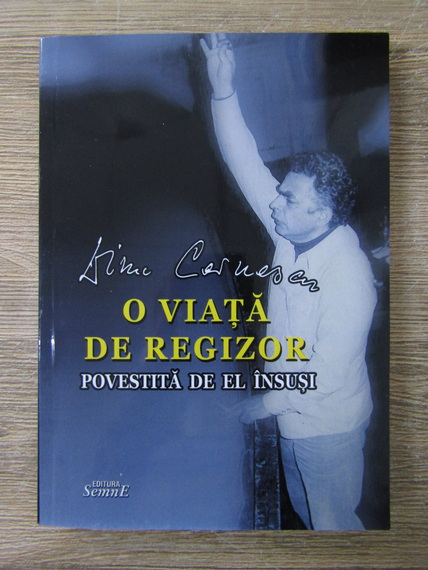 Dinu Cernescu
O VIAȚĂ
DE REGIZOR
POVESTITĂ DE EL ÎNSUȘI
EDITURA
SemnE